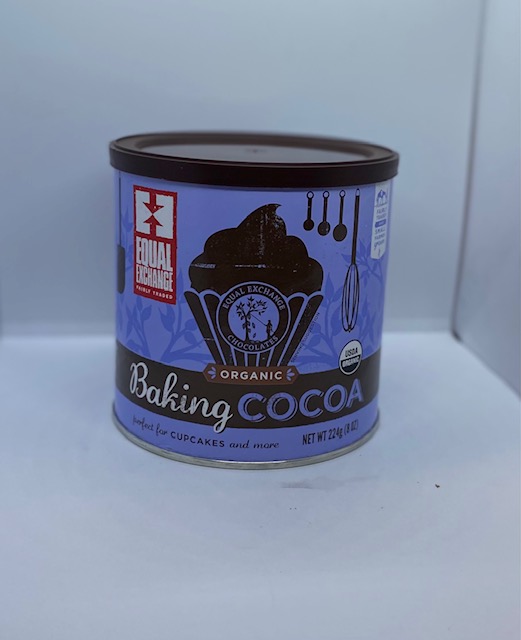 EQUAL
EXCHANGE
FAIRLY TRADED
EQUAL EXCHANGE
CHOCOLATES
ORGANIC
USDA
ORGANIC
Baking COCOA
perfect for CUPCAKES and more
NET WT 224g (8 OZ)